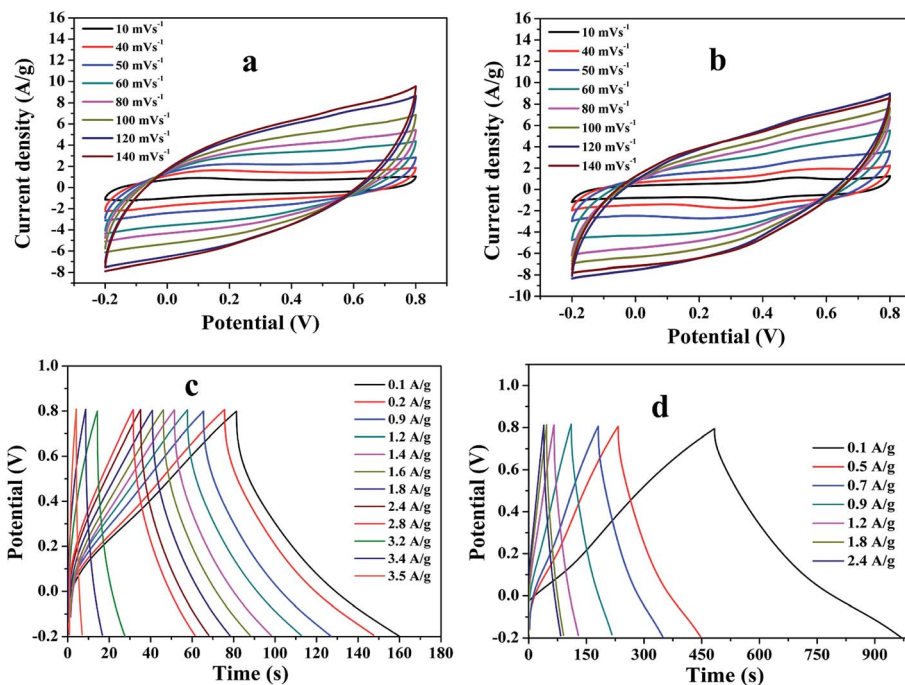 a
16
14
12
10
8
6
4
2
0
-2
-4
-6
-8
Current density (A/g)
10 mVs⁻¹
40 mVs⁻¹
50 mVs⁻¹
60 mVs⁻¹
80 mVs⁻¹
100 mVs⁻¹
120 mVs⁻¹
140 mVs⁻¹
-0.2 0.0 0.2 0.4 0.6 0.8
Potential (V)
b
16
14
12
10
8
6
4
2
0
-2
-4
-6
-8
-10
Current density (A/g)
10 mVs⁻¹
40 mVs⁻¹
50 mVs⁻¹
60 mVs⁻¹
80 mVs⁻¹
100 mVs⁻¹
120 mVs⁻¹
140 mVs⁻¹
-0.2 0.0 0.2 0.4 0.6 0.8
Potential (V)
c
1.0
0.8
0.6
0.4
0.2
0.0
-0.2
Potential (V)
0.1 A/g
0.2 A/g
0.9 A/g
1.2 A/g
1.4 A/g
1.6 A/g
1.8 A/g
2.4 A/g
2.8 A/g
3.2 A/g
3.4 A/g
3.5 A/g
0 20 40 60 80 100 120 140 160 180
Time (s)
d
1.0
0.8
0.6
0.4
0.2
0.0
-0.2
Potential (V)
0.1 A/g
0.5 A/g
0.7 A/g
0.9 A/g
1.2 A/g
1.8 A/g
2.4 A/g
0 150 300 450 600 750 900
Time (s)